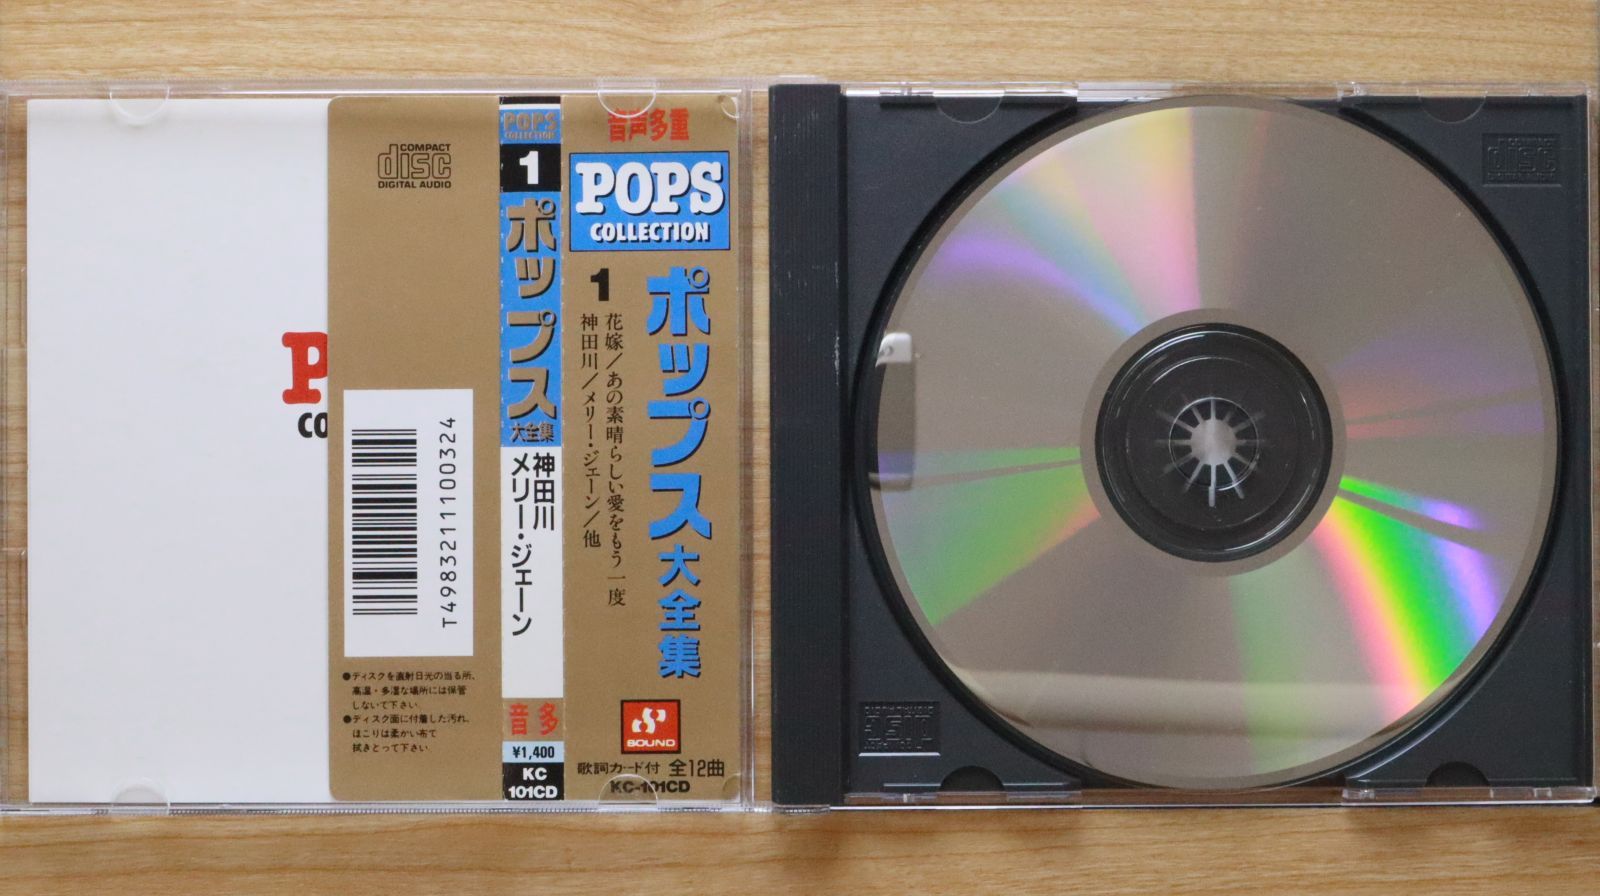 P
CO
COMPACT
disc
DIGITAL AUDIO
T4983211100324
●ディスクを直射日光の当る所、
高温・多湿な場所には保管
しないで下さい。
●ディスク面に付着した汚れ、
ほこりは柔かい布で
拭きとって下さい。
POPS
COLLECTION
1
ポップス
大全集
神田川
メリー・ジェーン
音多
¥1,400
KC
101CD
音声多重
POPS
COLLECTION
1
ポップス大全集
花嫁／あの素晴らしい愛をもう一度
神田川／メリー・ジェーン／他
SOUND
歌詞カード付 全12曲
KC-101CD
COMPACT
disc
DIGITAL AUDIO